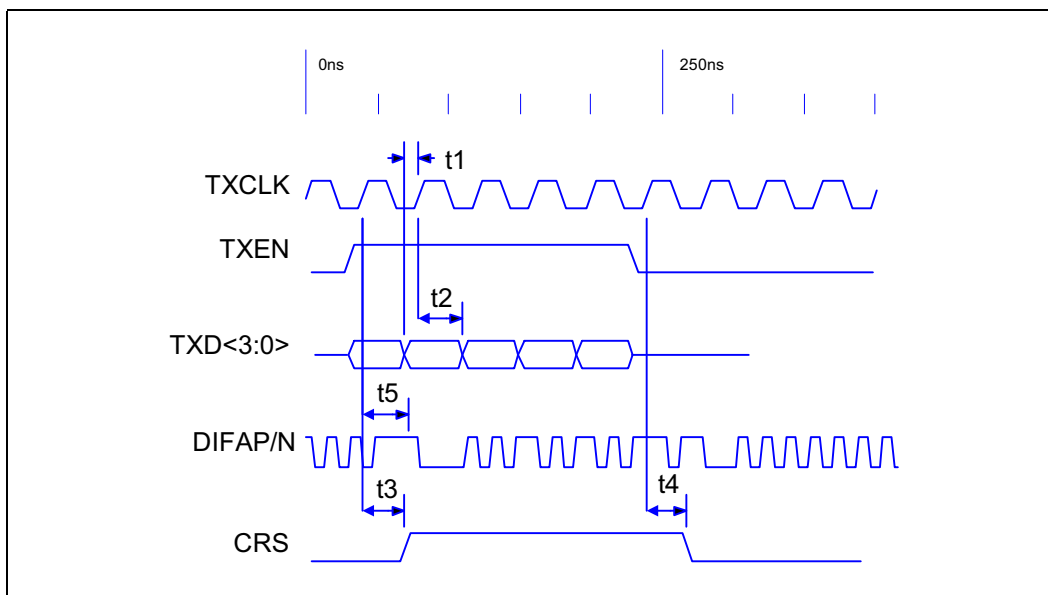 0ns
250ns
t1
TXCLK
TXEN
t2
TXD<3:0>
t5
DIFAP/N
t3
t4
CRS